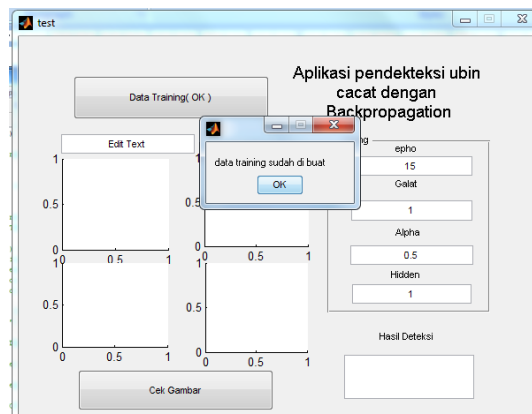 test
Data Training( OK )
Aplikasi pendekteksi ubin
cacat dengan
Backpropagation
Edit Text
data training sudah di buat
OK
ng
epho
15
Galat
1
Alpha
0.5
Hidden
1
1
0.5
0
0 0.5 1
1
0.5
0
0 0.5 1
1
0.5
0
0 0.5 1
1
0.5
0
0 0.5 1
Hasil Deteksi
Cek Gambar